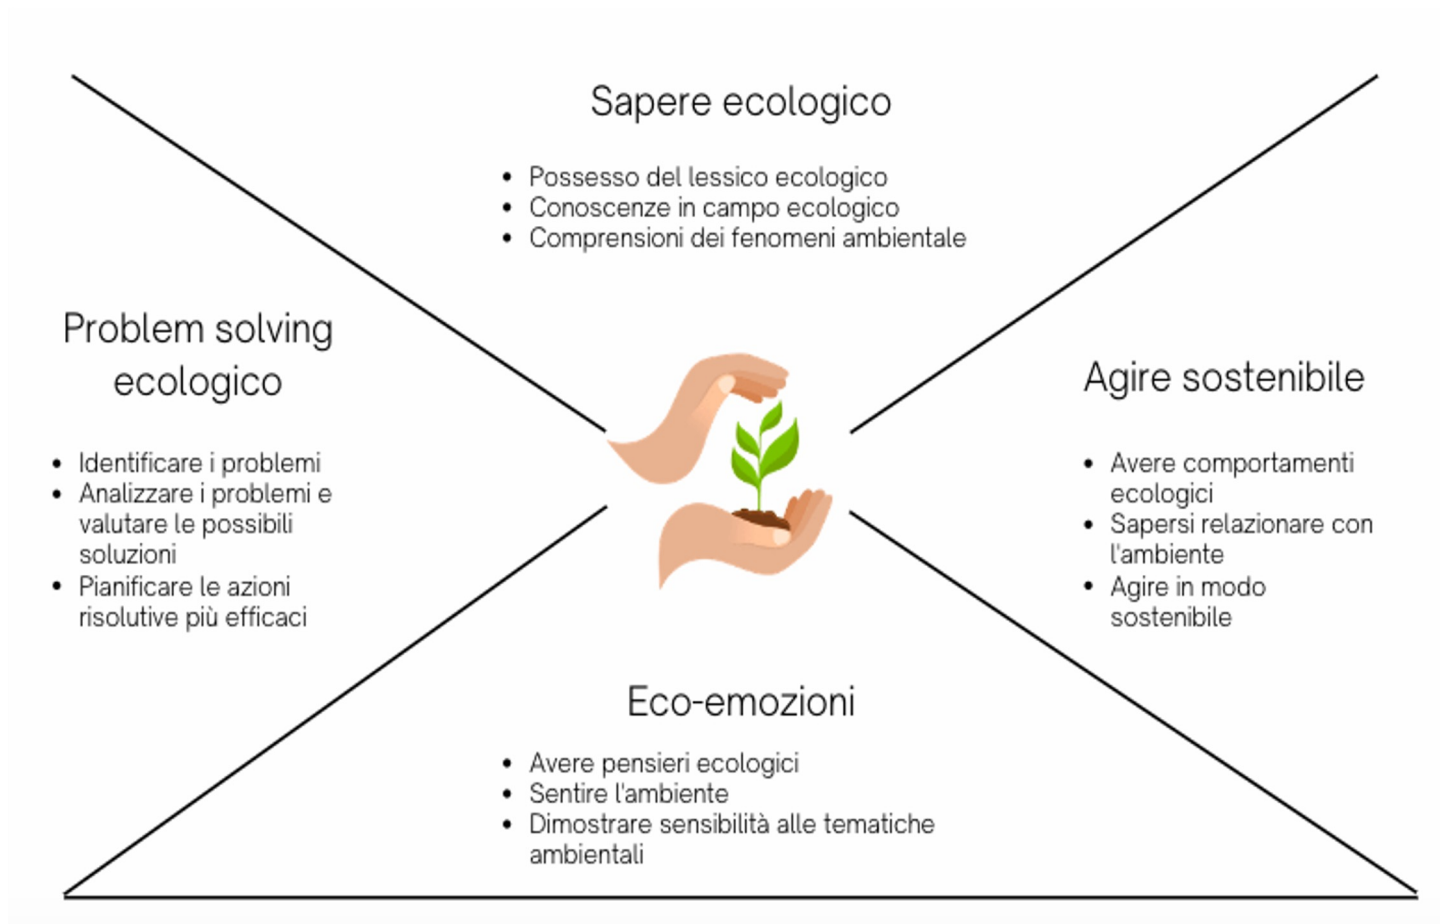 Sapere ecologico
• Possesso del lessico ecologico
• Conoscenze in campo ecologico
• Comprensioni dei fenomeni ambientale
Problem solving
ecologico
• Identificare i problemi
• Analizzare i problemi e
valutare le possibili
soluzioni
• Pianificare le azioni
risolutive più efficaci
Agire sostenibile
• Avere comportamenti
ecologici
• Sapersi relazionare con
l'ambiente
• Agire in modo
sostenibile
Eco-emozioni
• Avere pensieri ecologici
• Sentire l'ambiente
• Dimostrare sensibilità alle tematiche
ambientali